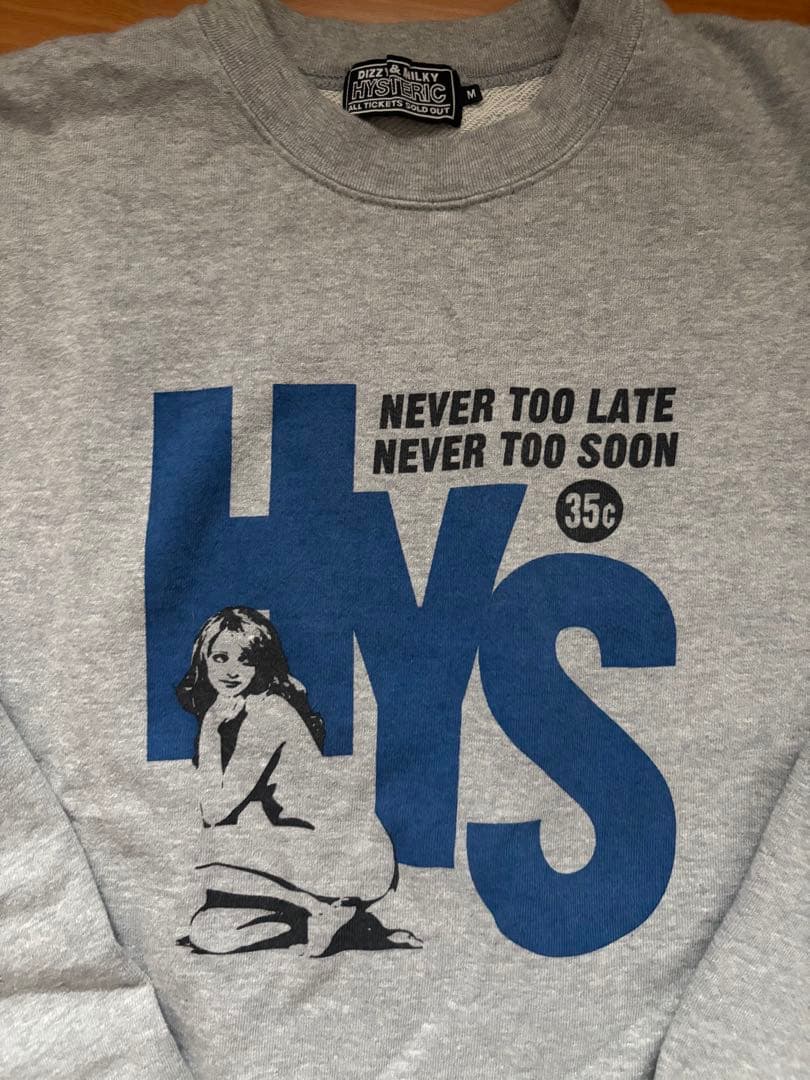 DIZZY & MILKY
HYSTERIC
ALL TICKETS SOLD OUT
M
NEVER TOO LATE
NEVER TOO SOON
35¢
HYS